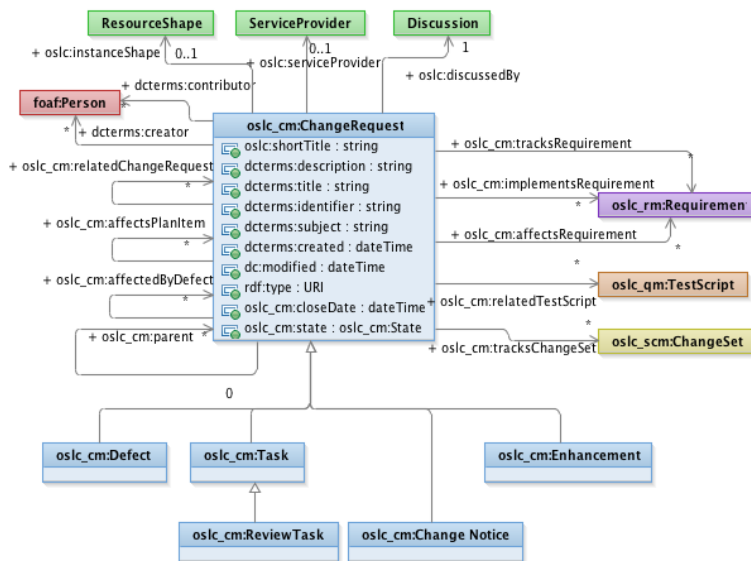 ResourceShape
ServiceProvider
Discussion
+ oslc:instanceShape
0..1
0..1
+ oslc:serviceProvider
1
+ oslc:discussedBy
+ dcterms:contributor
foaf:Person
*
* + dcterms:creator
oslc_cm:ChangeRequest
oslc:shortTitle : string
dcterms:description : string
dcterms:title : string
dcterms:identifier : string
dcterms:subject : string
dcterms:created : dateTime
dc:modified : dateTime
rdf:type : URI
oslc_cm:closeDate : dateTime
oslc_cm:state : oslc_cm:State
+ oslc_cm:relatedChangeRequest
*
+ oslc_cm:affectsPlanItem
*
+ oslc_cm:affectedByDefect
*
+ oslc_cm:parent
*
+ oslc_cm:tracksRequirement
*
+ oslc_cm:implementsRequirement
*
oslc_rm:Requirement
+ oslc_cm:affectsRequirement
*
*
oslc_qm:TestScript
+ oslc_cm:relatedTestScript
*
oslc_scm:ChangeSet
+ oslc_cm:tracksChangeSet
0
oslc_cm:Defect
oslc_cm:Task
oslc_cm:Enhancement
oslc_cm:ReviewTask
oslc_cm:Change Notice